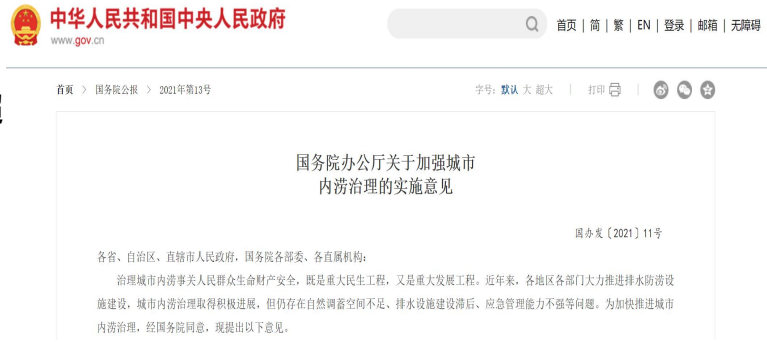 中华人民共和国中央人民政府
www.gov.cn
首页 | 简 | 繁 | EN | 登录 | 邮箱 | 无障碍
首页 > 国务院公报 > 2021年第13号
字号：默认 大 超大 | 打印
国务院办公厅关于加强城市
内涝治理的实施意见
国办发〔2021〕11号
各省、自治区、直辖市人民政府，国务院各部委、各直属机构：
治理城市内涝事关人民群众生命财产安全，既是重大民生工程，又是重大发展工程。近年来，各地区各部门大力推进排水防涝设
施建设，城市内涝治理取得积极进展，但仍存在自然调蓄空间不足、排水设施建设滞后、应急管理能力不强等问题。为加快推进城市
内涝治理，经国务院同意，现提出以下意见。